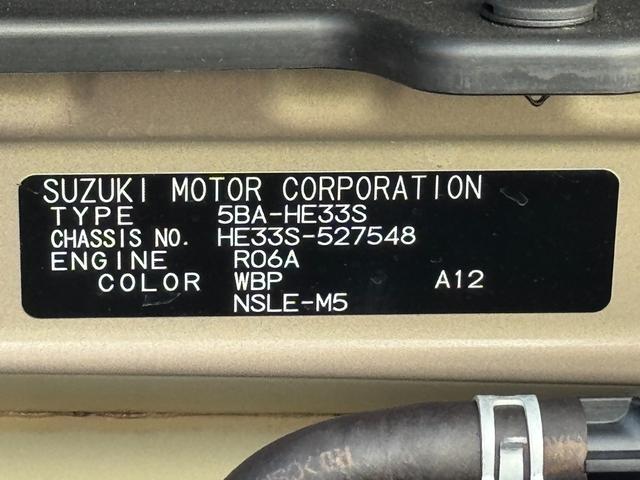 SUZUKI MOTOR CORPORATION
TYPE 5BA-HE33S
CHASSIS NO. HE33S-527548
ENGINE R06A
COLOR WBP A12
NSLE-M5